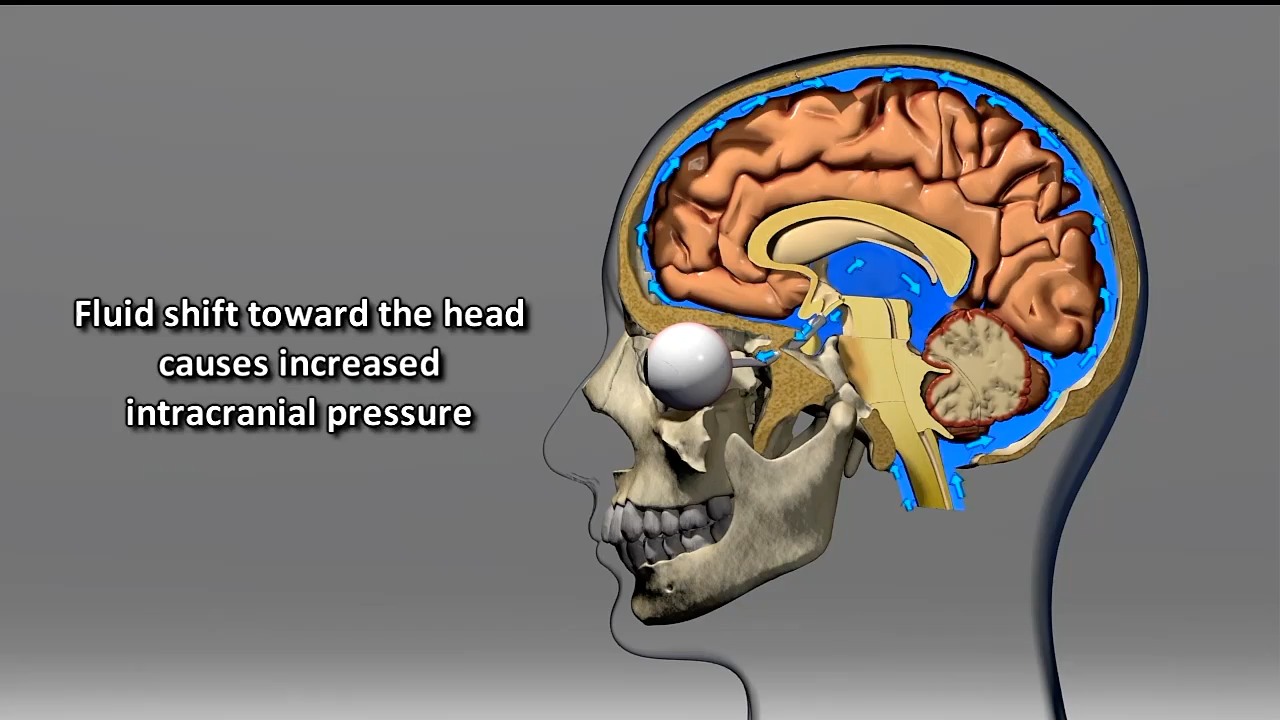 Fluid shift toward the head
causes increased
intracranial pressure